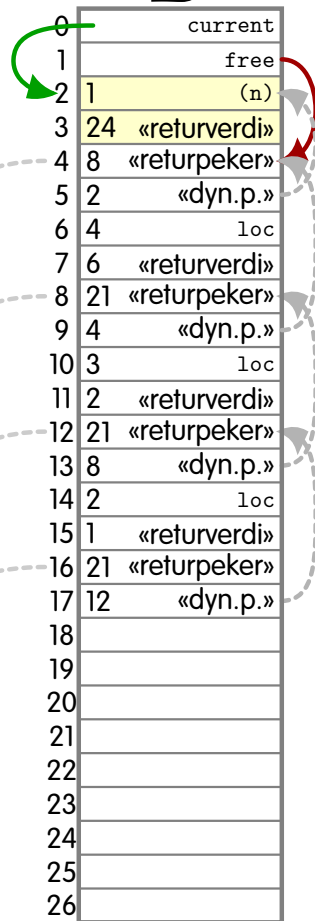 0 current
1 free
2 1 (n)
3 24 «returverdi»
4 8 «returpeker»
5 2 «dyn.p.»
6 4 loc
7 6 «returverdi»
8 21 «returpeker»
9 4 «dyn.p.»
10 3 loc
11 2 «returverdi»
12 21 «returpeker»
13 8 «dyn.p.»
14 2 loc
15 1 «returverdi»
16 21 «returpeker»
17 12 «dyn.p.»
18
19
20
21
22
23
24
25
26